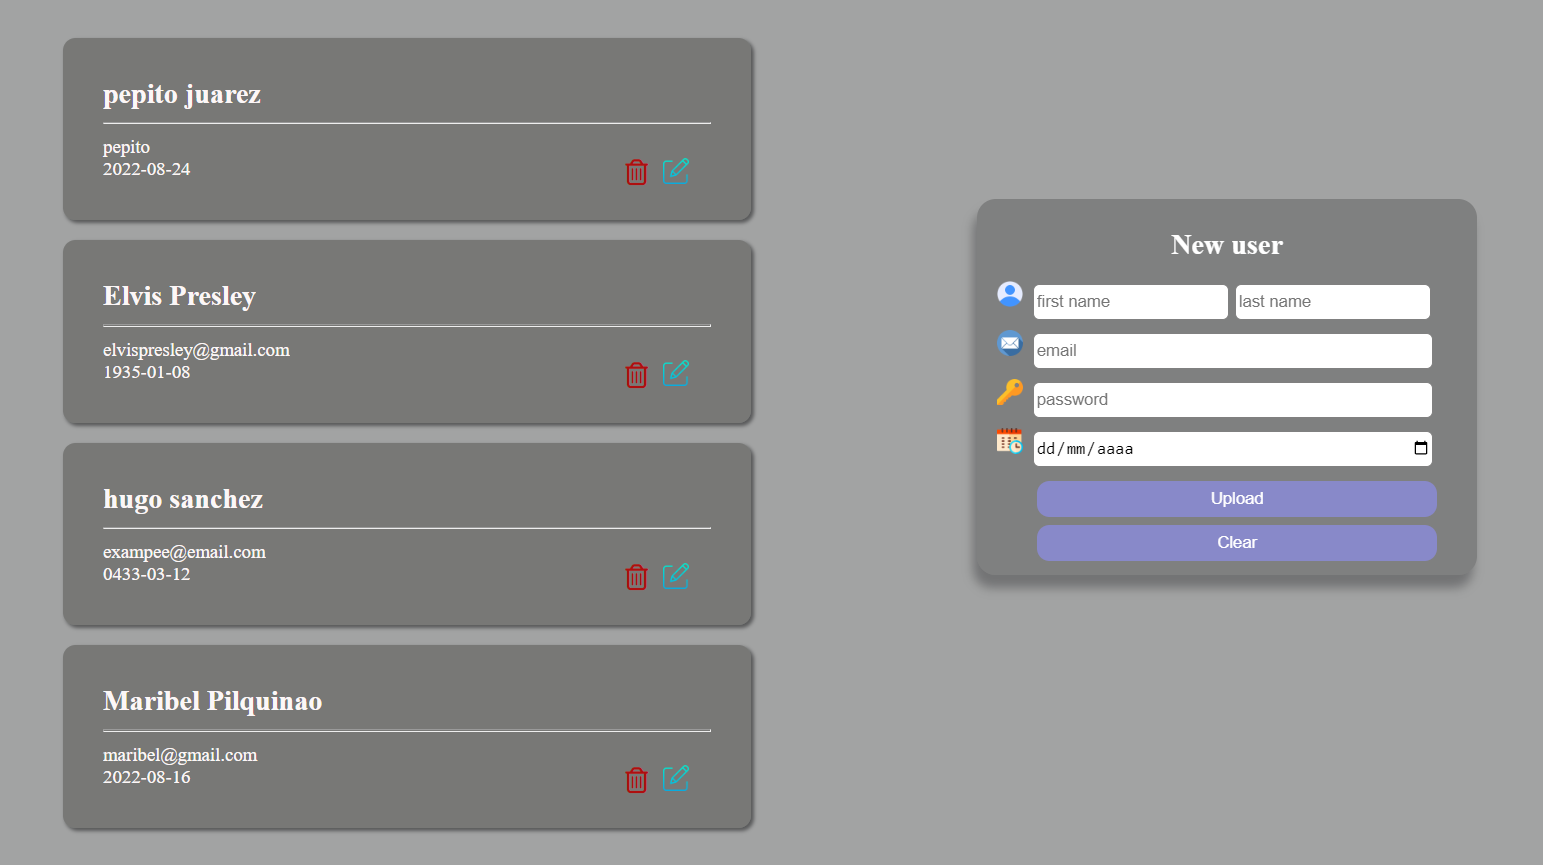 pepito juarez
pepito
2022-08-24
Elvis Presley
elvispresley@gmail.com
1935-01-08
hugo sanchez
exampee@email.com
0433-03-12
Maribel Pilquinao
maribel@gmail.com
2022-08-16
New user
first name last name
email
password
dd/mm/aaaa
Upload
Clear